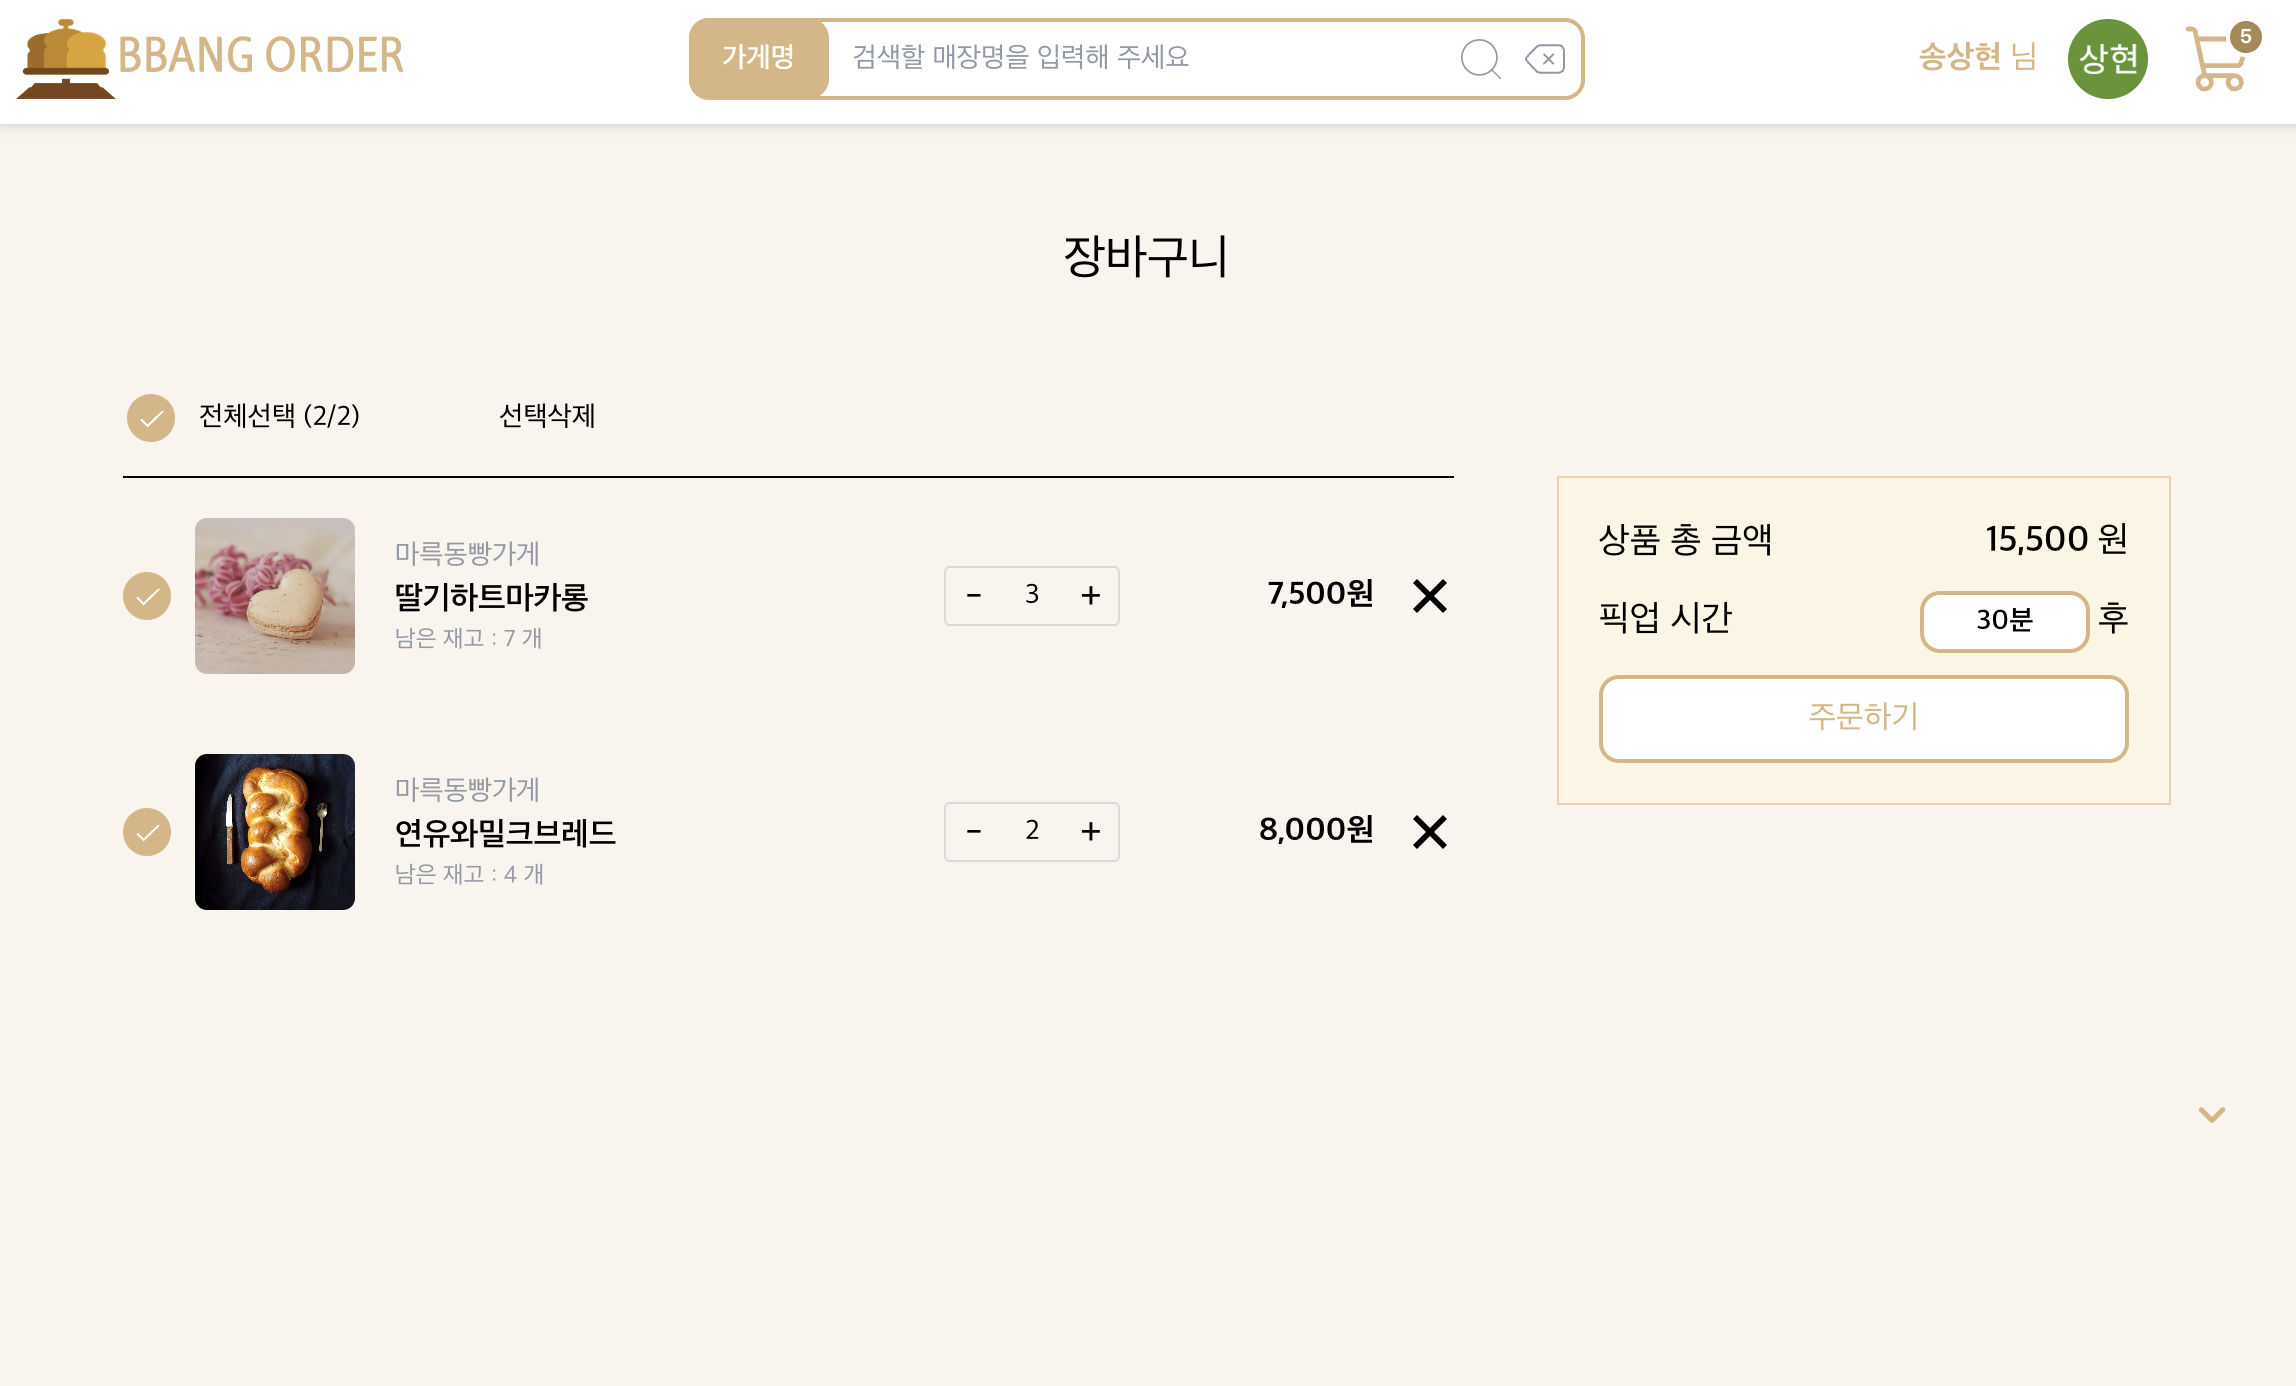 BBANG ORDER
가게명
검색할 매장명을 입력해 주세요
송상현 님
상현
5
장바구니
전체선택 (2/2)
선택삭제
마륵동빵가게
딸기하트마카롱
남은 재고 : 7 개
- 3 +
7,500원
마륵동빵가게
연유와밀크브레드
남은 재고 : 4 개
- 2 +
8,000원
상품 총 금액
15,500 원
픽업 시간
30분 후
주문하기